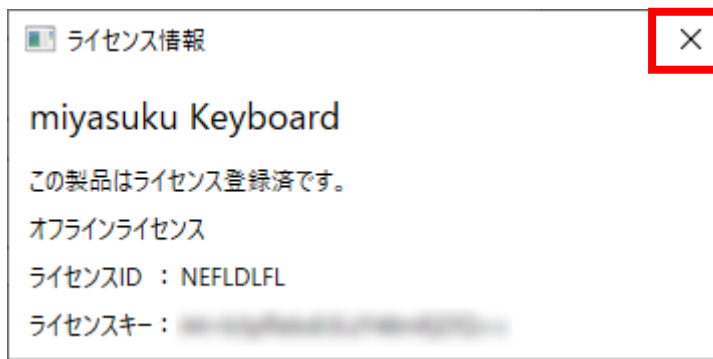 ライセンス情報
miyasuku Keyboard
この製品はライセンス登録済です。
オフラインライセンス
ライセンスID ： NEFLDLFL
ライセンスキー：